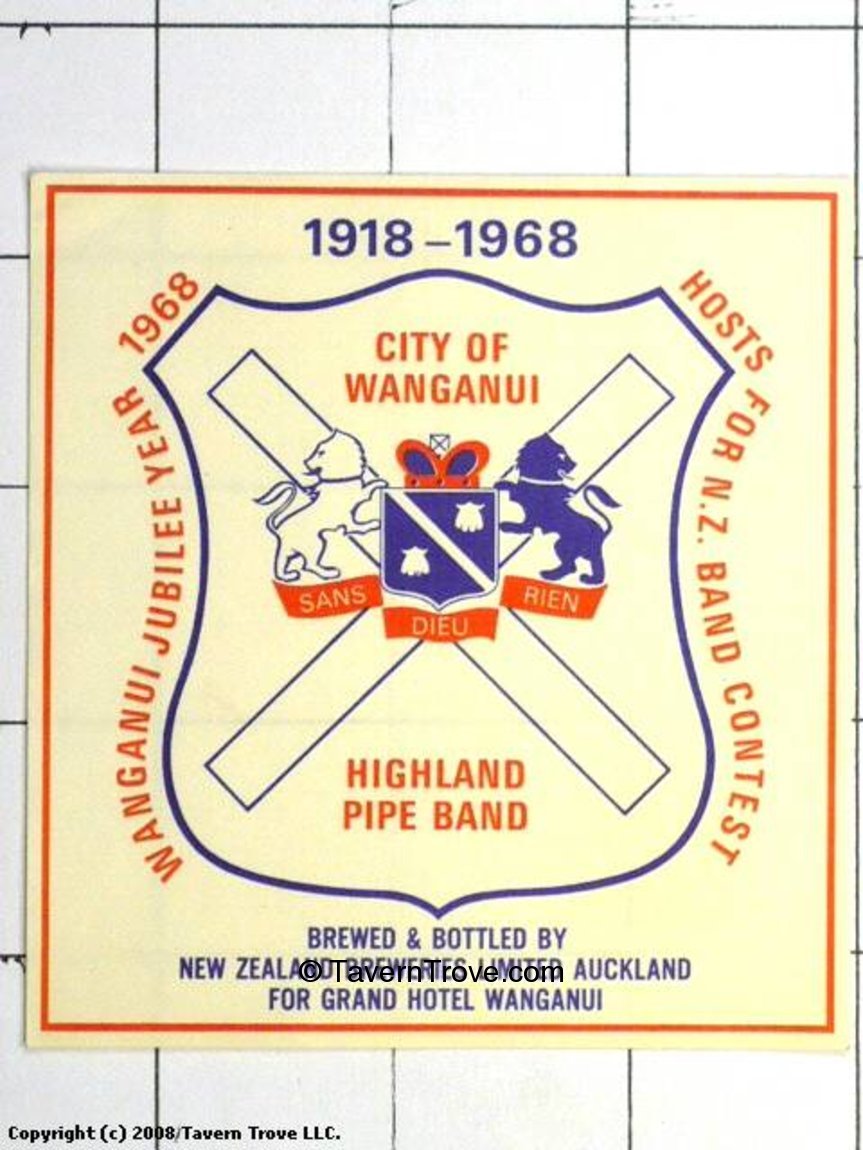 1918 – 1968
WANGANUI JUBILEE YEAR 1968
HOSTS FOR N.Z. BAND CONTEST
CITY OF
WANGANUI
SANS DIEU RIEN
HIGHLAND
PIPE BAND
BREWED & BOTTLED BY
NEW ZEALAND BREWERIES LIMITED AUCKLAND
© TavernTrove.com
FOR GRAND HOTEL WANGANUI
Copyright (c) 2008/Tavern Trove LLC.